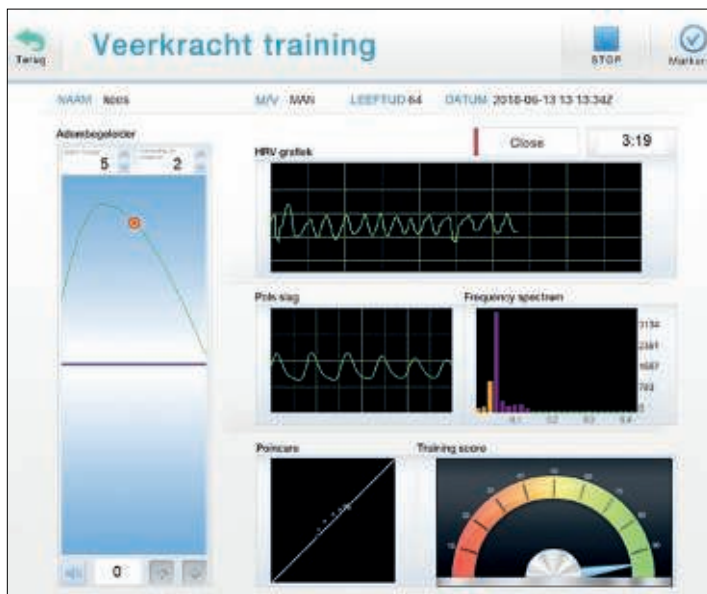 Terug
Veerkracht training
STOP
Marker
NAAM kees M/V MAN LEEFTIJD 64 DATUM 2018-06-13 13:13:34Z
Adembegeleider
5 2
HRV-grafiek
Close 3:19
Pols slag
Frequency spectrum
3134
2361
1567
783
0
0.1 0.2 0.3 0.4
Poincare
Training score
0